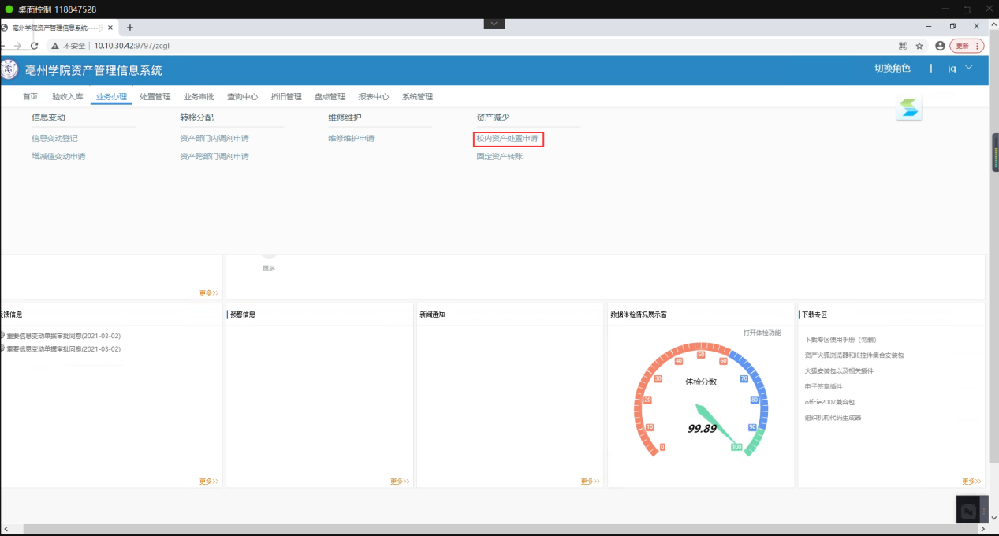 桌面控制 118847528
亳州学院资产管理信息系统----[
不安全 10.10.30.42:9797/zcgl 更新
亳州学院资产管理信息系统 切换角色 | jq
首页 验收入库 业务办理 处置管理 业务审批 查询中心 折旧管理 盘点管理 报表中心 系统管理
信息变动 转移分配 维修维护 资产减少
信息变动登记 资产部门内调剂申请 维修维护申请 校内资产处置申请
增减值变动申请 资产跨部门调剂申请 固定资产转账
更多
更多>>
反馈信息 预警信息 新闻通知 数据体检情况展示窗 下载专区
重要信息变动单据审批同意(2021-03-02)
重要信息变动单据审批同意(2021-03-02)
打开体检功能
体检分数
0 10 20 30 40 50 60 70 80 90 100
99.89
下载专区使用手册（勿删）
资产火狐浏览器和IE控件集合安装包
火狐安装包以及相关插件
电子签章插件
offcie2007兼容包
组织机构代码生成器
更多>> 更多>> 更多>> 更多>>